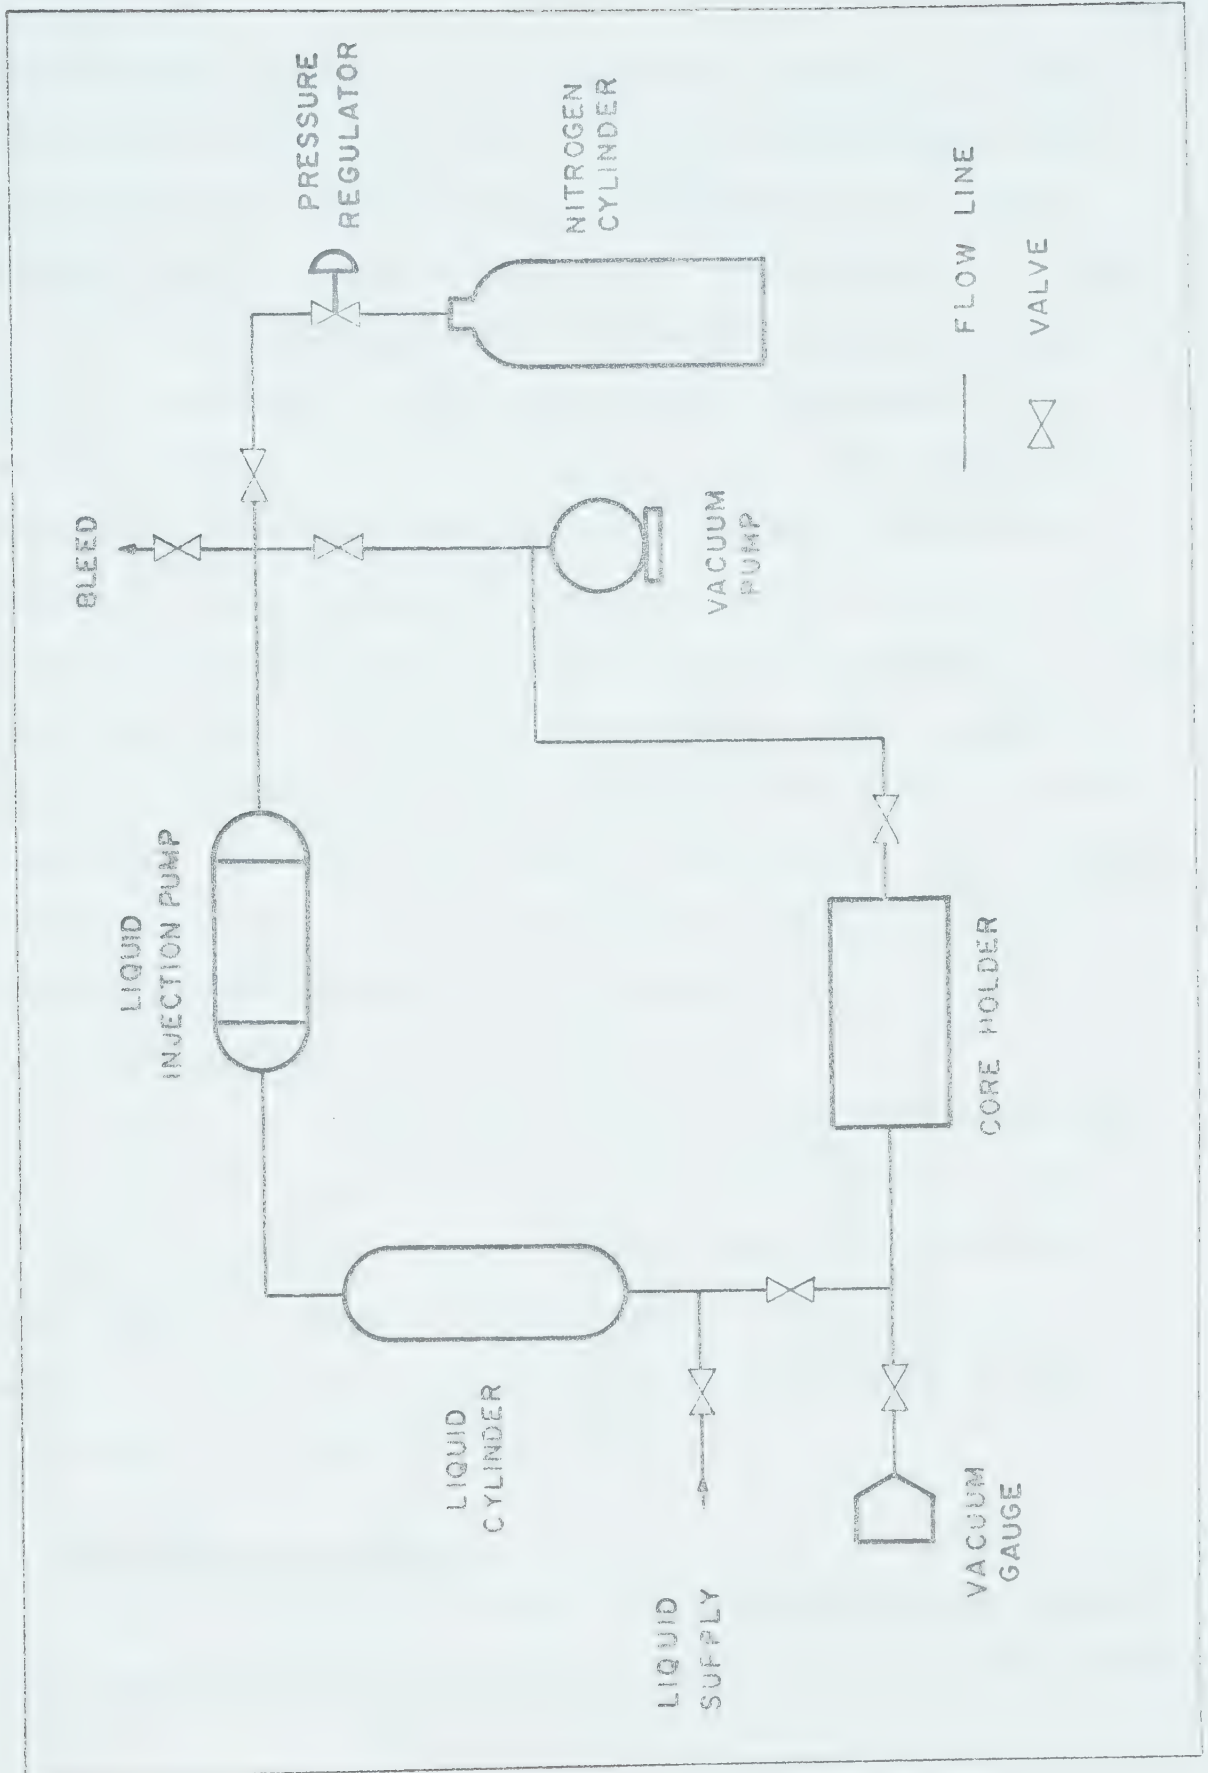 BLEED
PRESSURE
REGULATOR
LIQUID
INJECTION PUMP
NITROGEN
CYLINDER
VACUUM
PUMP
LIQUID
CYLINDER
LIQUID
SUPPLY
VACUUM
GAUGE
CORE HOLDER
FLOW LINE
VALVE